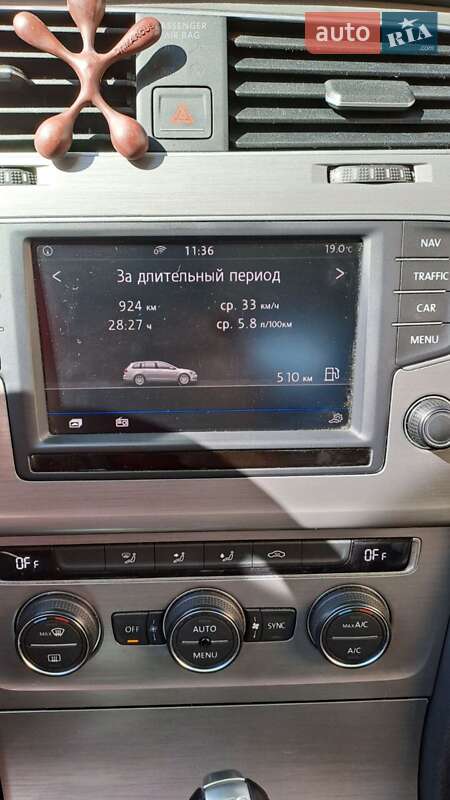 PASSENGER
AIR BAG
auto RIA
.com
11:36
19.0°C
NAV
За длительный период
TRAFFIC
924 км
ср. 33 км/ч
CAR
28:27 ч
ср. 5.8 л/100км
MENU
510 км
OFF
OFF
MAX
OFF
AUTO
MENU
SYNC
MAX A/C
A/C